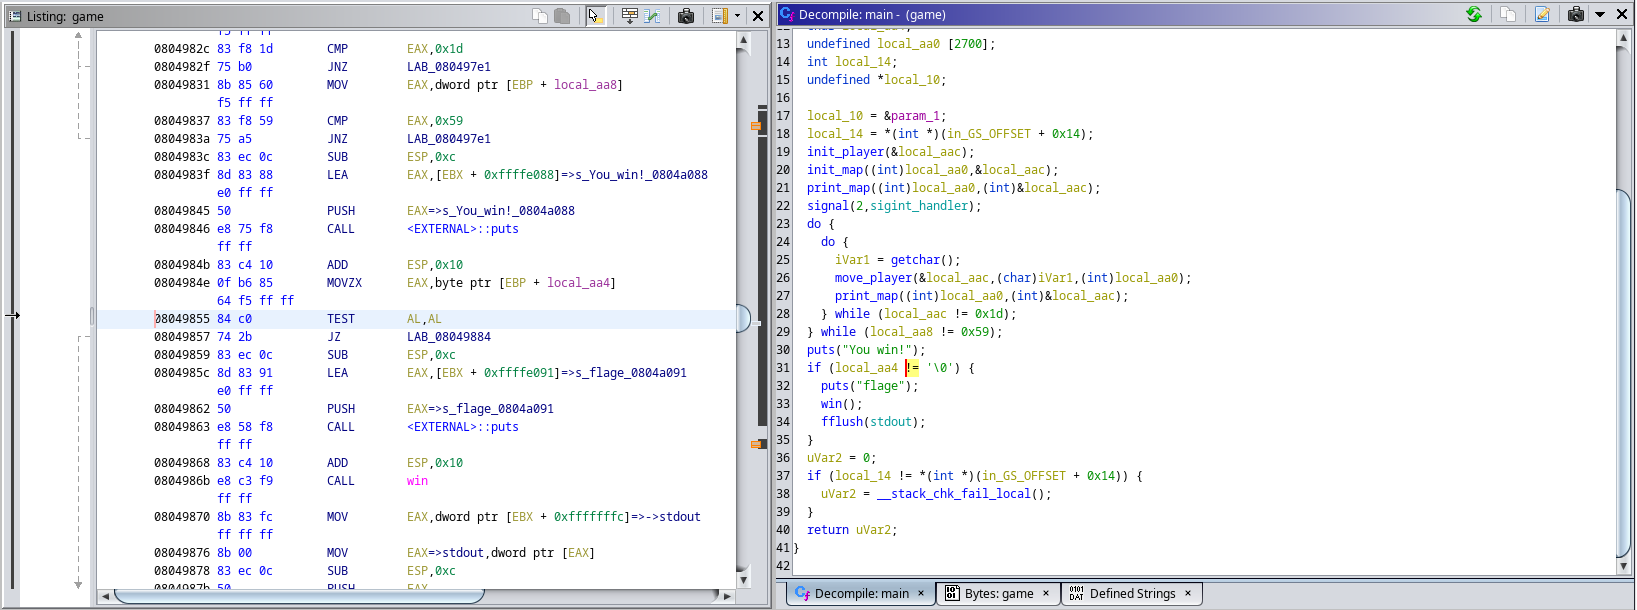 Listing: game
0804982c 83 f8 1d CMP EAX,0x1d
0804982f 75 b0 JNZ LAB_080497e1
08049831 8b 85 60 MOV EAX,dword ptr [EBP + local_aa8]
f5 ff ff
08049837 83 f8 59 CMP EAX,0x59
0804983a 75 a5 JNZ LAB_080497e1
0804983c 83 ec 0c SUB ESP,0xc
0804983f 8d 83 88 LEA EAX,[EBX + 0xffffe088]=>s_You_win!_0804a088
e0 ff ff
08049845 50 PUSH EAX=>s_You_win!_0804a088
08049846 e8 75 f8 CALL <EXTERNAL>::puts
ff ff
0804984b 83 c4 10 ADD ESP,0x10
0804984e 0f b6 85 MOVZX EAX,byte ptr [EBP + local_aa4]
64 f5 ff ff
08049855 84 c0 TEST AL,AL
08049857 74 2b JZ LAB_08049884
08049859 83 ec 0c SUB ESP,0xc
0804985c 8d 83 91 LEA EAX,[EBX + 0xffffe091]=>s_flage_0804a091
e0 ff ff
08049862 50 PUSH EAX=>s_flage_0804a091
08049863 e8 58 f8 CALL <EXTERNAL>::puts
ff ff
08049868 83 c4 10 ADD ESP,0x10
0804986b e8 c3 f9 CALL win
ff ff
08049870 8b 83 fc MOV EAX,dword ptr [EBX + 0xfffffffc]=>->stdout
ff ff ff
08049876 8b 00 MOV EAX=>stdout,dword ptr [EAX]
08049878 83 ec 0c SUB ESP,0xc
0804987b 50 PUSH EAX
Decompile: main - (game)
13 undefined local_aa0 [2700];
14 int local_14;
15 undefined *local_10;
16
17 local_10 = &param_1;
18 local_14 = *(int *)(in_GS_OFFSET + 0x14);
19 init_player(&local_aac);
20 init_map((int)local_aa0,&local_aac);
21 print_map((int)local_aa0,(int)&local_aac);
22 signal(2,sigint_handler);
23 do {
24 do {
25 iVar1 = getchar();
26 move_player(&local_aac,(char)iVar1,(int)local_aa0);
27 print_map((int)local_aa0,(int)&local_aac);
28 } while (local_aac != 0x1d);
29 } while (local_aa8 != 0x59);
30 puts("You win!");
31 if (local_aa4 != '\0') {
32 puts("flage");
33 win();
34 fflush(stdout);
35 }
36 uVar2 = 0;
37 if (local_14 != *(int *)(in_GS_OFFSET + 0x14)) {
38 uVar2 = __stack_chk_fail_local();
39 }
40 return uVar2;
41 }
42
Decompile: main ×
Bytes: game ×
Defined Strings ×